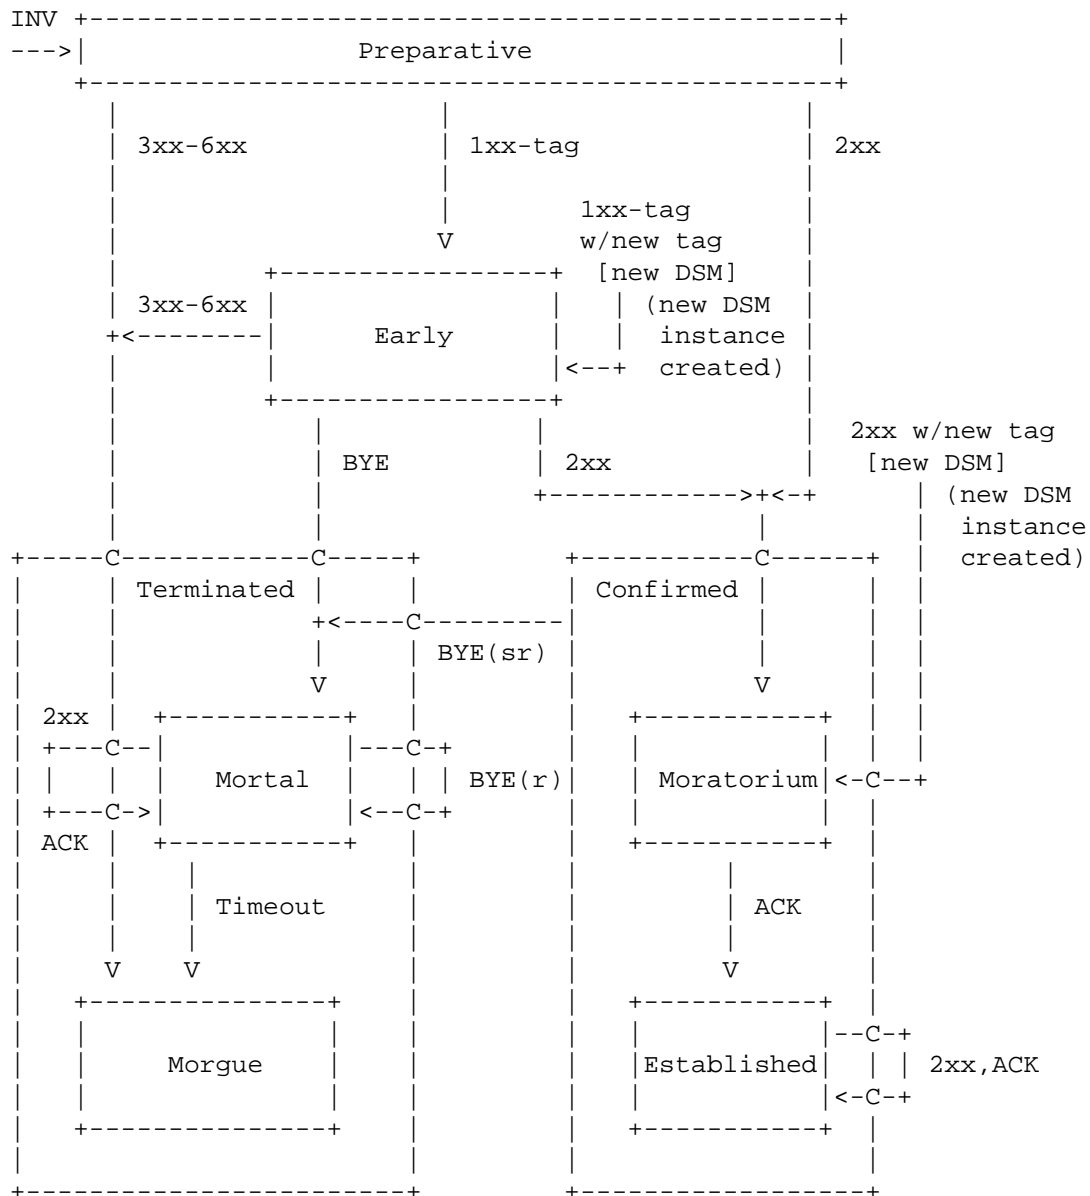 INV
Preparative
3xx-6xx 1xx-tag 2xx
1xx-tag
w/new tag
[new DSM]
3xx-6xx (new DSM
Early instance
created)
2xx w/new tag
BYE 2xx [new DSM]
(new DSM
instance
C C C created)
Terminated Confirmed
C
BYE(sr)
V V
2xx
C C
Mortal BYE(r) Moratorium C
C C
ACK
Timeout ACK
V V V
C
Morgue Established 2xx,ACK
C